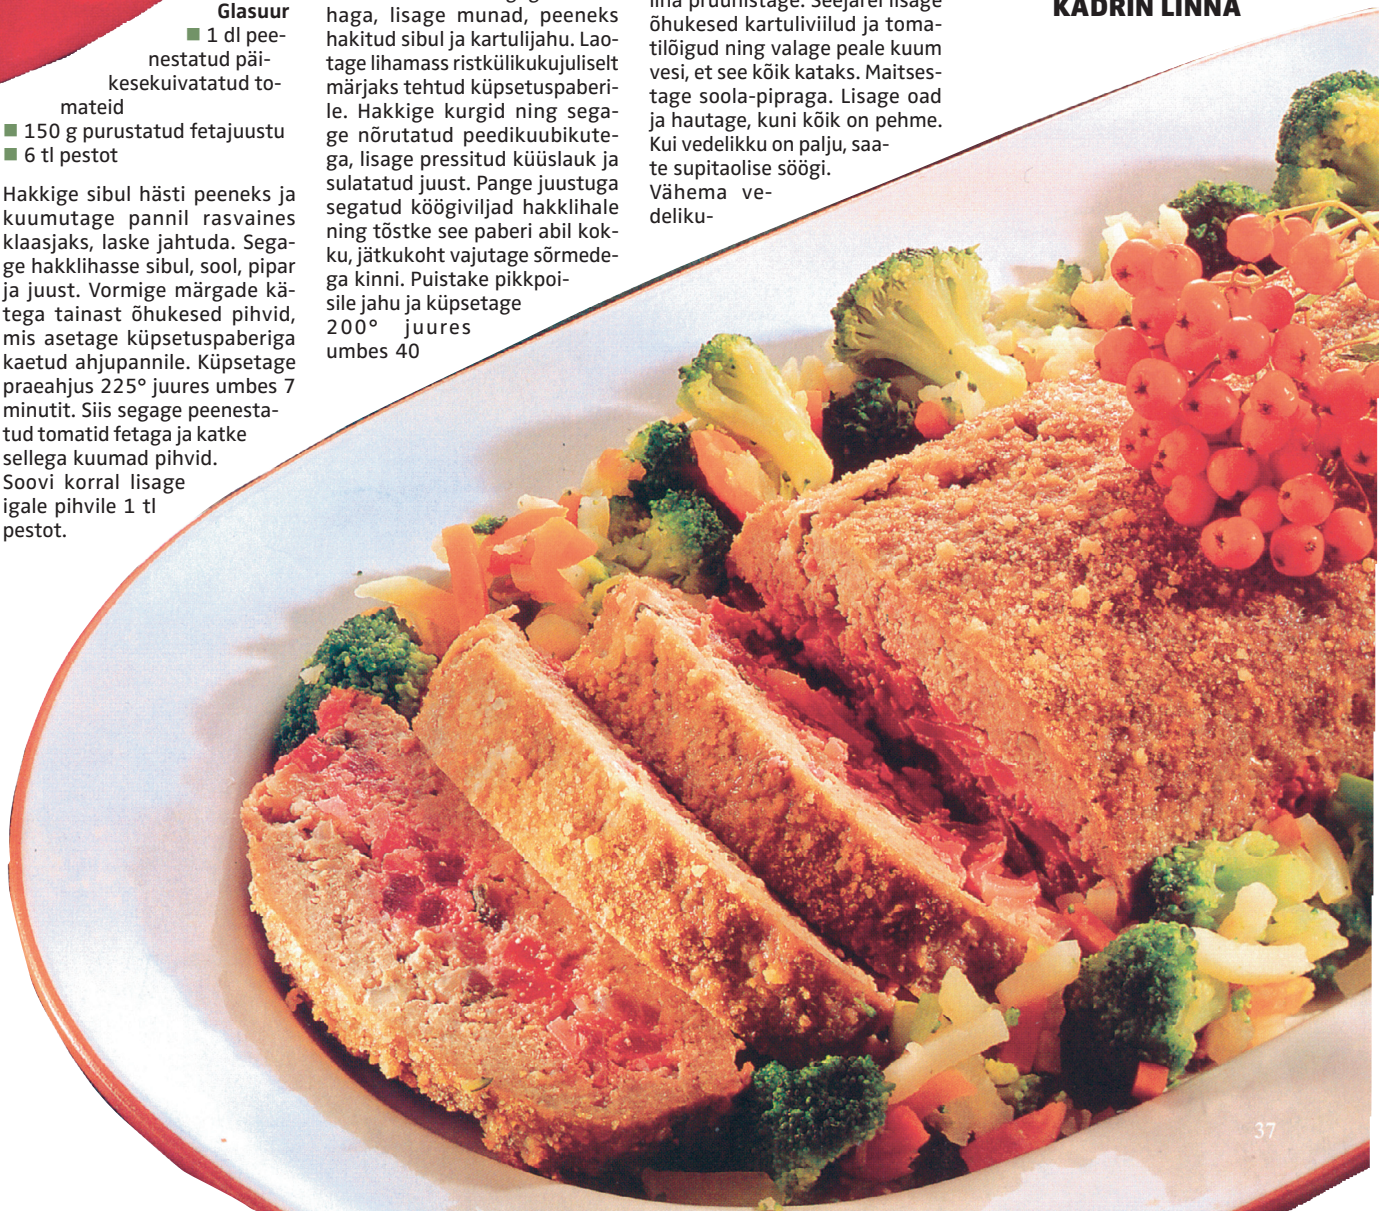 Glasuur
■ 1 dl pee-
nestatud päi-
kesekuivatatud to-
mateid
■ 150 g purustatud fetajuustu
■ 6 tl pestot
Hakkige sibul hästi peeneks ja
kuumutage pannil rasvaines
klaasjaks, laske jahtuda. Sega-
ge hakklihasse sibul, sool, pipar
ja juust. Vormige märgade kä-
tega tainast õhukesed pihvid,
mis asetage küpsetuspaberiga
kaetud ahjupannile. Küpsetage
praeahjus 225° juures umbes 7
minutit. Siis segage peenesta-
tud tomatid fetaga ja katke
sellega kuumad pihvid.
Soovi korral lisage
igale pihvile 1 tl
pestot.
haga, lisage munad, peeneks
hakitud sibul ja kartulijahu. Lao-
tage lihamass ristkülikukujuliselt
märjaks tehtud küpsetuspaberi-
le. Hakkige kurgid ning sega-
ge nõrutatud peedikuubikute-
ga, lisage pressitud küüslauk ja
sulatatud juust. Pange juustuga
segatud köögiviljad hakklihale
ning tõstke see paberi abil kok-
ku, jätkukoht vajutage sõrmede-
ga kinni. Puistake pikkpoi-
sile jahu ja küpsetage
200° juures
umbes 40
liha pruunistage. Seejärel lisage
õhukesed kartuliviilud ja toma-
tilõigud ning valage peale kuum
vesi, et see kõik kataks. Maitses-
tage soola-pipraga. Lisage oad
ja hautage, kuni kõik on pehme.
Kui vedelikku on palju, saa-
te supitaolise söögi.
Vähema ve-
deliku-
KADRIN LINNA
37